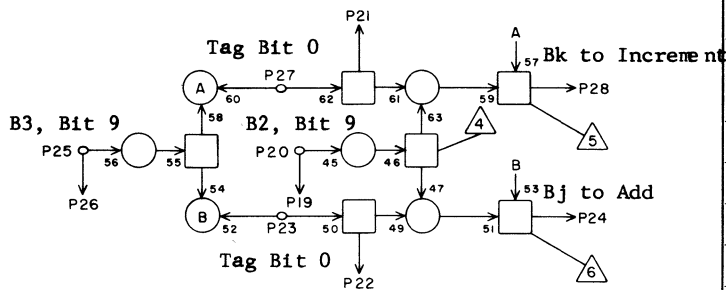 P21
Tag Bit 0
A
Bk to Increment
P27
57
A
60
62
61
59
P28
58
63
B3, Bit 9
B2, Bit 9
4
5
P25
56
55
P20
45
46
P26
54
P19
47
B
53
Bj to Add
B
52
P23
50
49
51
P24
Tag Bit 0
P22
6